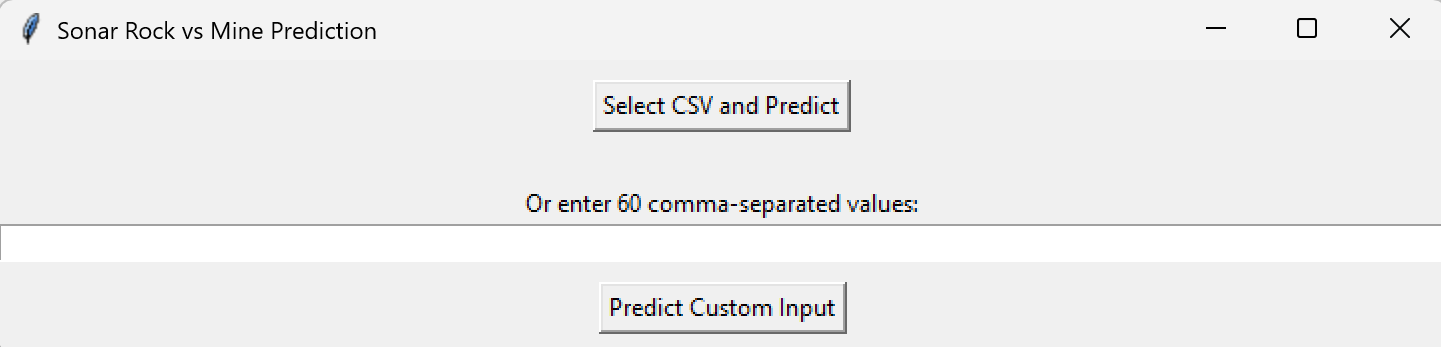 Sonar Rock vs Mine Prediction
Select CSV and Predict
Or enter 60 comma-separated values:
Predict Custom Input